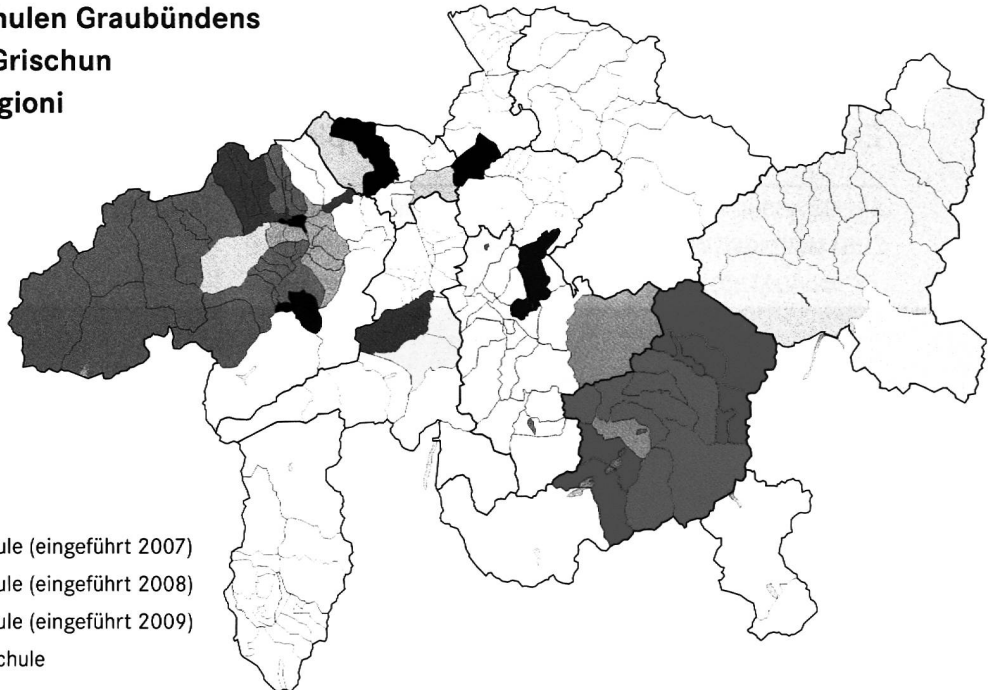 hulen Graubündens
Grischun
gioni
ule (eingeführt 2007)
ule (eingeführt 2008)
ule (eingeführt 2009)
chule